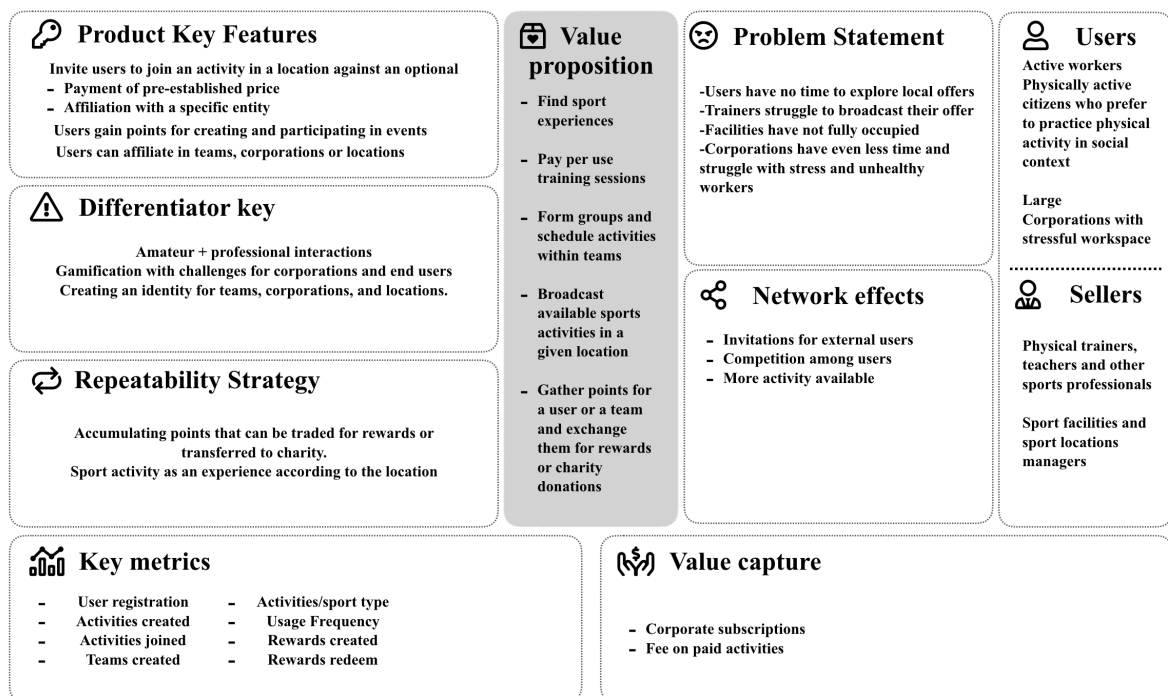 Product Key Features
Invite users to join an activity in a location against an optional
- Payment of pre-established price
- Affiliation with a specific entity
Users gain points for creating and participating in events
Users can affiliate in teams, corporations or locations
Differentiator key
Amateur + professional interactions
Gamification with challenges for corporations and end users
Creating an identity for teams, corporations, and locations.
Repeatability Strategy
Accumulating points that can be traded for rewards or
transferred to charity.
Sport activity as an experience according to the location
Value
proposition
- Find sport
experiences
- Pay per use
training sessions
- Form groups and
schedule activities
within teams
- Broadcast
available sports
activities in a
given location
- Gather points for
a user or a team
and exchange
them for rewards
or charity
donations
Problem Statement
-Users have no time to explore local offers
-Trainers struggle to broadcast their offer
-Facilities have not fully occupied
-Corporations have even less time and
struggle with stress and unhealthy
workers
Network effects
- Invitations for external users
- Competition among users
- More activity available
Users
Active workers
Physically active
citizens who prefer
to practice physical
activity in social
context
Large
Corporations with
stressful workspace
Sellers
Physical trainers,
teachers and other
sports professionals
Sport facilities and
sport locations
managers
Key metrics
- User registration
- Activities created
- Activities joined
- Teams created
- Activities/sport type
- Usage Frequency
- Rewards created
- Rewards redeem
Value capture
- Corporate subscriptions
- Fee on paid activities